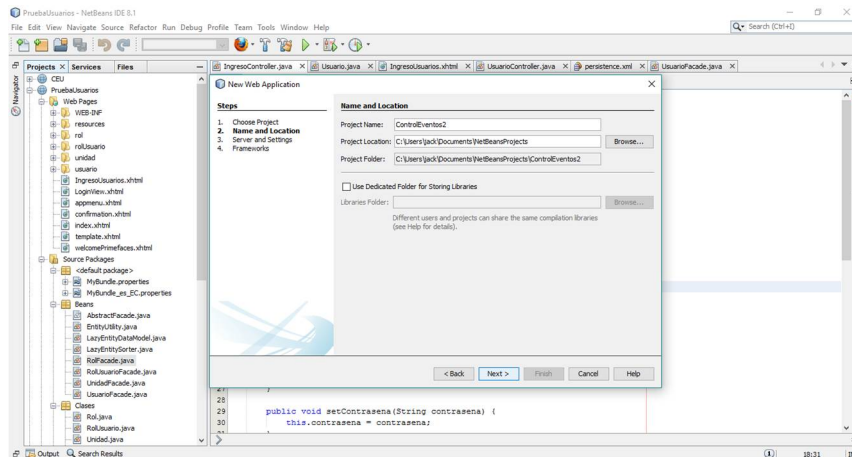 PruebaUsuarios - NetBeans IDE 8.1
File Edit View Navigate Source Refactor Run Debug Profile Team Tools Window Help
Search (Ctrl+I)
Projects Services Files
IngresoController.java Usuario.java IngresoUsuarios.xhtml UsuarioController.java persistence.xml UsuarioFacade.java
Navigator
CEU
PruebaUsuarios
Web Pages
WEB-INF
resources
rol
rolUsuario
unidad
usuario
IngresoUsuarios.xhtml
LoginView.xhtml
appmenu.xhtml
confirmation.xhtml
index.xhtml
template.xhtml
welcomePrimefaces.xhtml
Source Packages
<default package>
MyBundle.properties
MyBundle_es_EC.properties
Beans
AbstractFacade.java
EntityUtility.java
LazyEntityDataModel.java
LazyEntitySorter.java
RolFacade.java
RolUsuarioFacade.java
UnidadFacade.java
UsuarioFacade.java
Clases
Rol.java
RolUsuario.java
Unidad.java
New Web Application
Steps
1. Choose Project
2. Name and Location
3. Server and Settings
4. Frameworks
Name and Location
Project Name: ControlEventos2
Project Location: C:\Users\jack\Documents\NetBeansProjects Browse...
Project Folder: C:\Users\jack\Documents\NetBeansProjects\ControlEventos2
Use Dedicated Folder for Storing Libraries
Libraries Folder: Browse...
Different users and projects can share the same compilation libraries
(see Help for details).
< Back Next > Finish Cancel Help
27 }
28
29 public void setContrasena(String contrasena) {
30 this.contrasena = contrasena;
Output Search Results
18:31